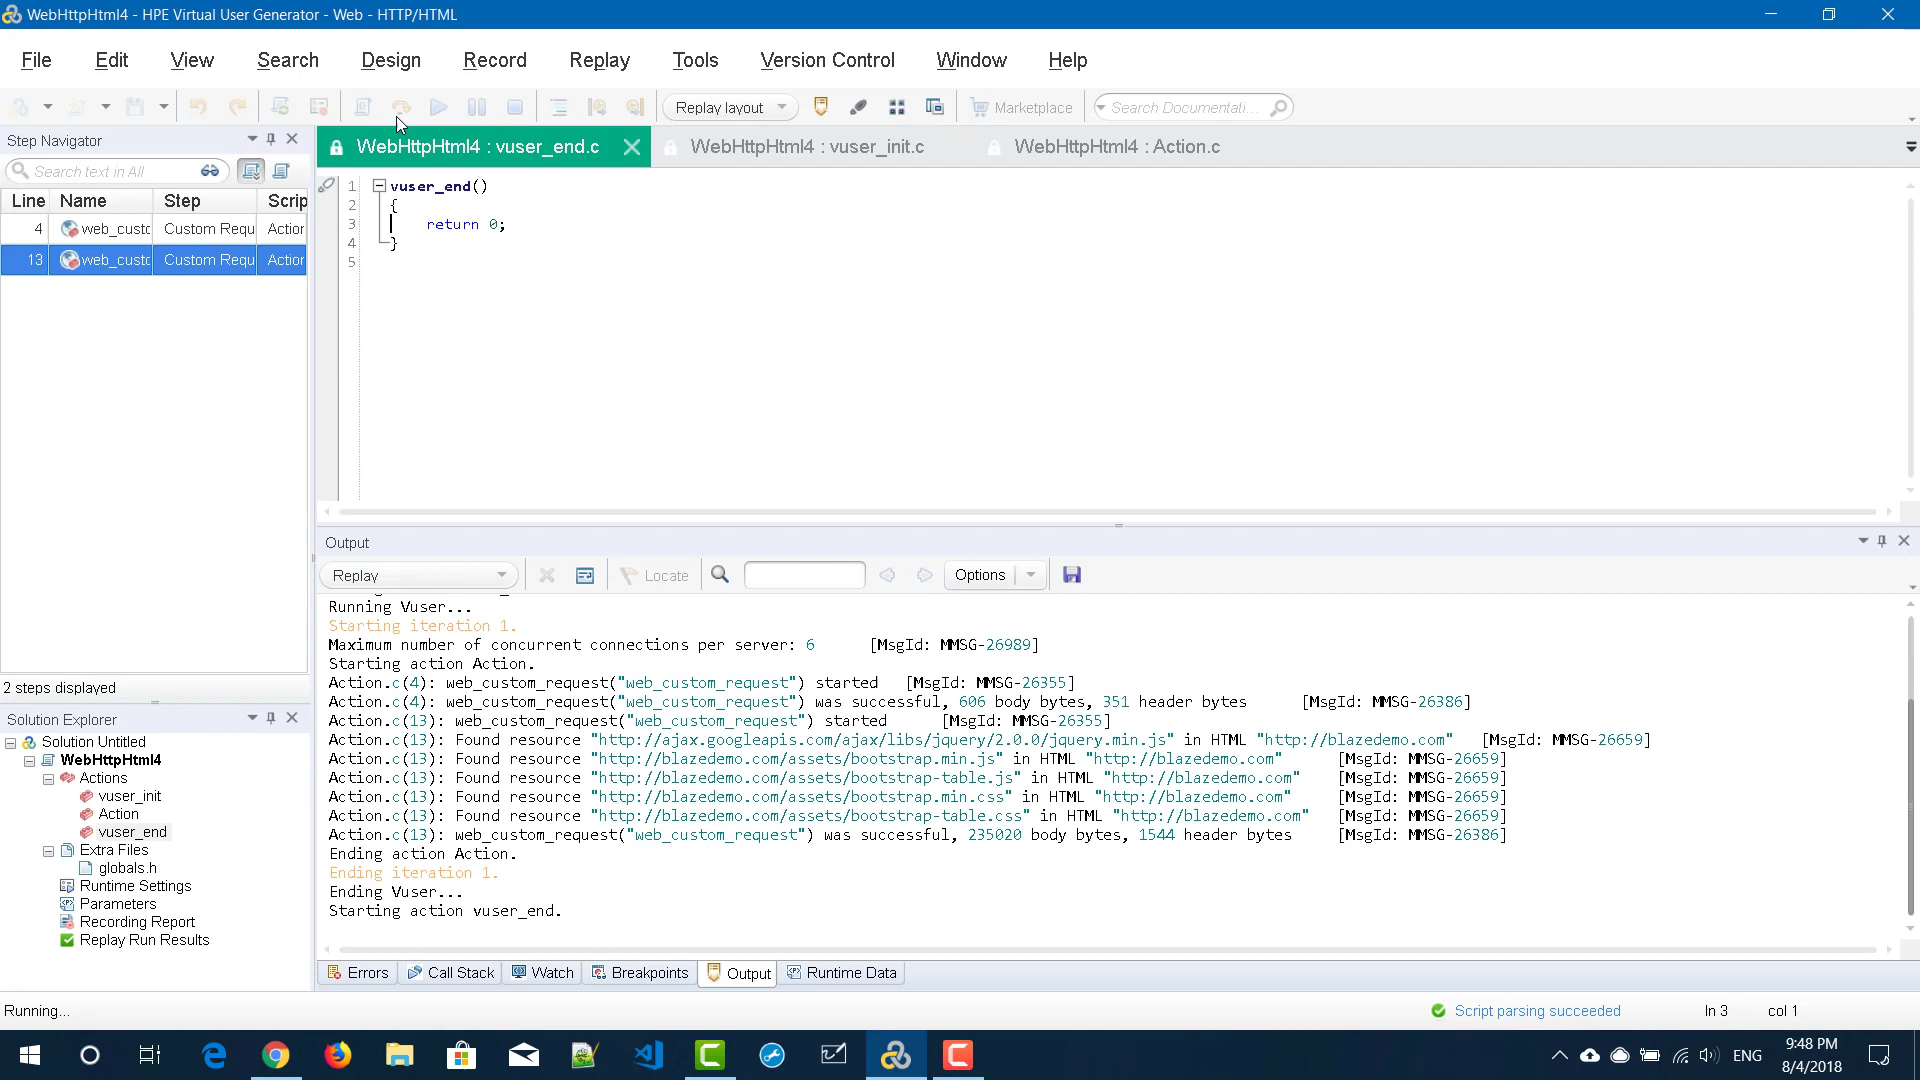 WebHttpHtml4 - HPE Virtual User Generator - Web - HTTP/HTML
File Edit View Search Design Record Replay Tools Version Control Window Help
Replay layout Marketplace Search Documentati...
Step Navigator
Search text in All
Line Name Step Scrip
4 web_custo Custom Requ Action
13 web_custo Custom Requ Action
2 steps displayed
Solution Explorer
Solution Untitled
WebHttpHtml4
Actions
vuser_init
Action
vuser_end
Extra Files
globals.h
Runtime Settings
Parameters
Recording Report
Replay Run Results
WebHttpHtml4 : vuser_end.c WebHttpHtml4 : vuser_init.c WebHttpHtml4 : Action.c
1 vuser_end()
2 {
3 return 0;
4 }
5
Output
Replay Locate Options
Running Vuser...
Starting iteration 1.
Maximum number of concurrent connections per server: 6 [MsgId: MMSG-26989]
Starting action Action.
Action.c(4): web_custom_request("web_custom_request") started [MsgId: MMSG-26355]
Action.c(4): web_custom_request("web_custom_request") was successful, 606 body bytes, 351 header bytes [MsgId: MMSG-26386]
Action.c(13): web_custom_request("web_custom_request") started [MsgId: MMSG-26355]
Action.c(13): Found resource "http://ajax.googleapis.com/ajax/libs/jquery/2.0.0/jquery.min.js" in HTML "http://blazedemo.com" [MsgId: MMSG-26659]
Action.c(13): Found resource "http://blazedemo.com/assets/bootstrap.min.js" in HTML "http://blazedemo.com" [MsgId: MMSG-26659]
Action.c(13): Found resource "http://blazedemo.com/assets/bootstrap-table.js" in HTML "http://blazedemo.com" [MsgId: MMSG-26659]
Action.c(13): Found resource "http://blazedemo.com/assets/bootstrap.min.css" in HTML "http://blazedemo.com" [MsgId: MMSG-26659]
Action.c(13): Found resource "http://blazedemo.com/assets/bootstrap-table.css" in HTML "http://blazedemo.com" [MsgId: MMSG-26659]
Action.c(13): web_custom_request("web_custom_request") was successful, 235020 body bytes, 1544 header bytes [MsgId: MMSG-26386]
Ending action Action.
Ending iteration 1.
Ending Vuser...
Starting action vuser_end.
Errors Call Stack Watch Breakpoints Output Runtime Data
Running... Script parsing succeeded ln 3 col 1
ENG 9:48 PM
8/4/2018